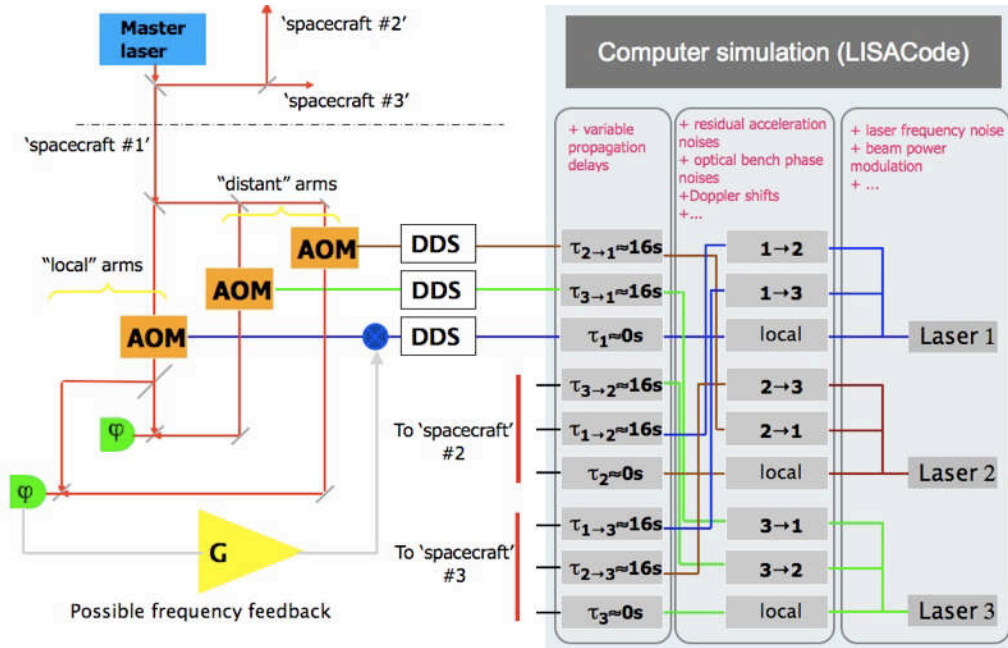 Master
laser
'spacecraft #2'
'spacecraft #3'
'spacecraft #1'
"distant" arms
"local" arms
AOM
AOM
AOM
DDS
DDS
DDS
φ
φ
G
Possible frequency feedback
To 'spacecraft'
#2
To 'spacecraft'
#3
Computer simulation (LISACode)
+ variable
propagation
delays
+ residual acceleration
noises
+ optical bench phase
noises
+Doppler shifts
+...
+ laser frequency noise
+ beam power
modulation
+ ...
τ2→1≈16s
τ3→1≈16s
τ1≈0s
τ3→2≈16s
τ1→2≈16s
τ2≈0s
τ1→3≈16s
τ2→3≈16s
τ3≈0s
1→2
1→3
local
2→3
2→1
local
3→1
3→2
local
Laser 1
Laser 2
Laser 3